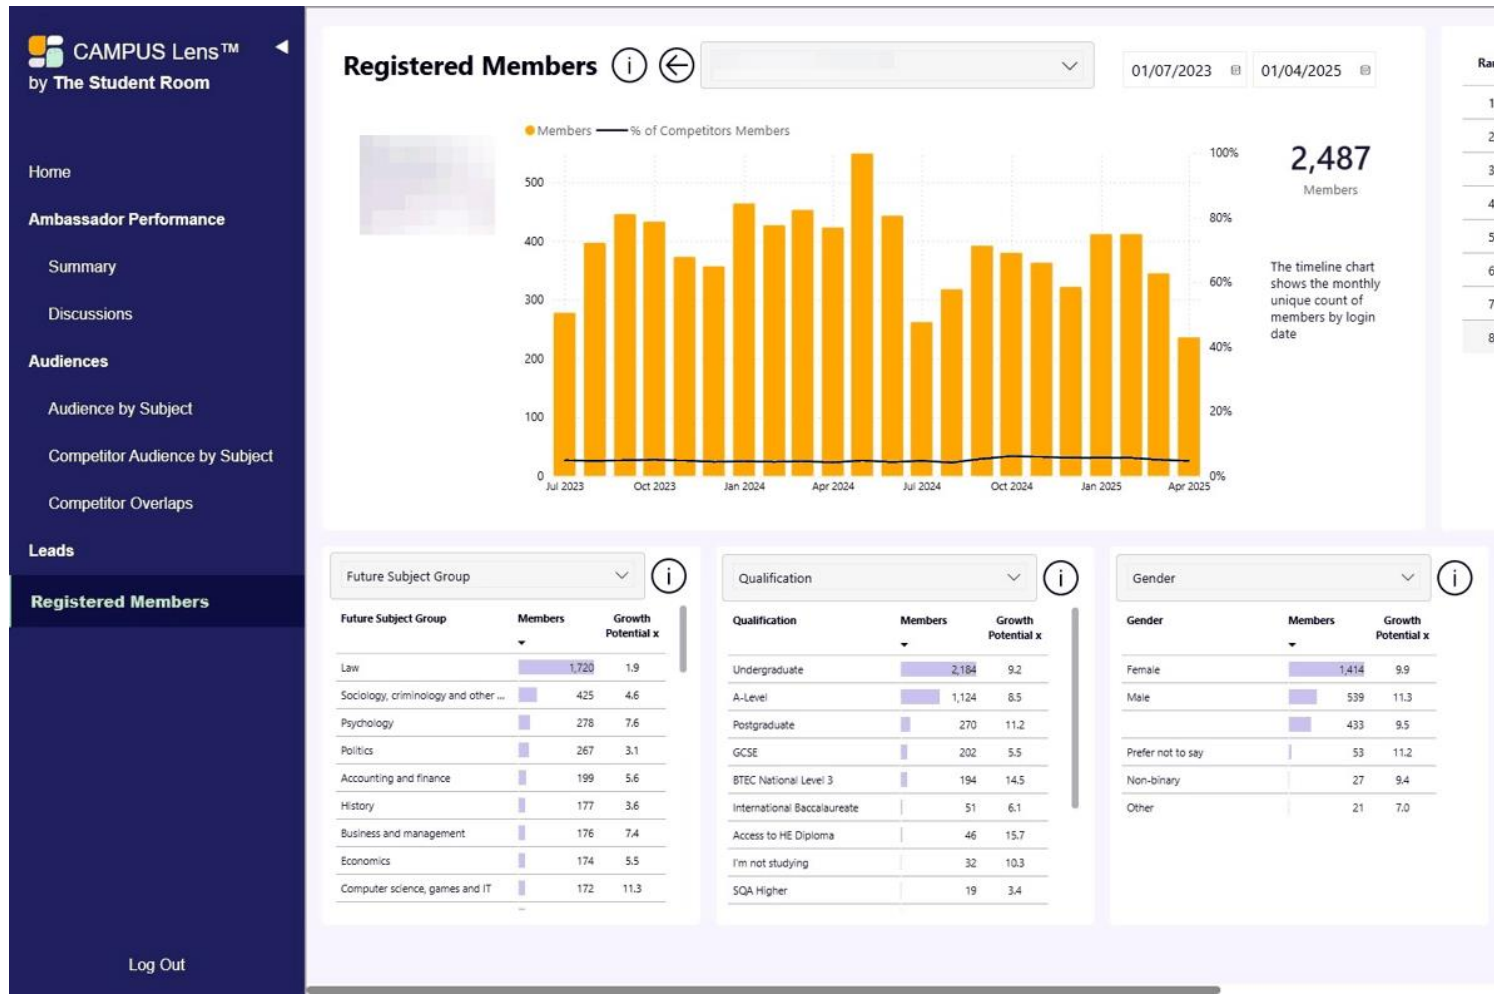 CAMPUS Lens™
by The Student Room
Home
Ambassador Performance
Summary
Discussions
Audiences
Audience by Subject
Competitor Audience by Subject
Competitor Overlaps
Leads
Registered Members
Log Out
Registered Members
01/07/2023 01/04/2025
Members % of Competitors Members
500
400
300
200
100
0
100%
80%
60%
40%
20%
0%
Jul 2023 Oct 2023 Jan 2024 Apr 2024 Jul 2024 Oct 2024 Jan 2025 Apr 2025
2,487
Members
The timeline chart
shows the monthly
unique count of
members by login
date
1
2
3
4
5
6
7
8
Future Subject Group
Future Subject Group Members Growth
Potential x
Law 1,720 1.9
Sociology, criminology and other ... 425 4.6
Psychology 278 7.6
Politics 267 3.1
Accounting and finance 199 5.6
History 177 3.6
Business and management 176 7.4
Economics 174 5.5
Computer science, games and IT 172 11.3
Qualification
Qualification Members Growth
Potential x
Undergraduate 2,184 9.2
A-Level 1,124 8.5
Postgraduate 270 11.2
GCSE 202 5.5
BTEC National Level 3 194 14.5
International Baccalaureate 51 6.1
Access to HE Diploma 46 15.7
I'm not studying 32 10.3
SQA Higher 19 3.4
Gender
Gender Members Growth
Potential x
Female 1,414 9.9
Male 539 11.3
433 9.5
Prefer not to say 53 11.2
Non-binary 27 9.4
Other 21 7.0